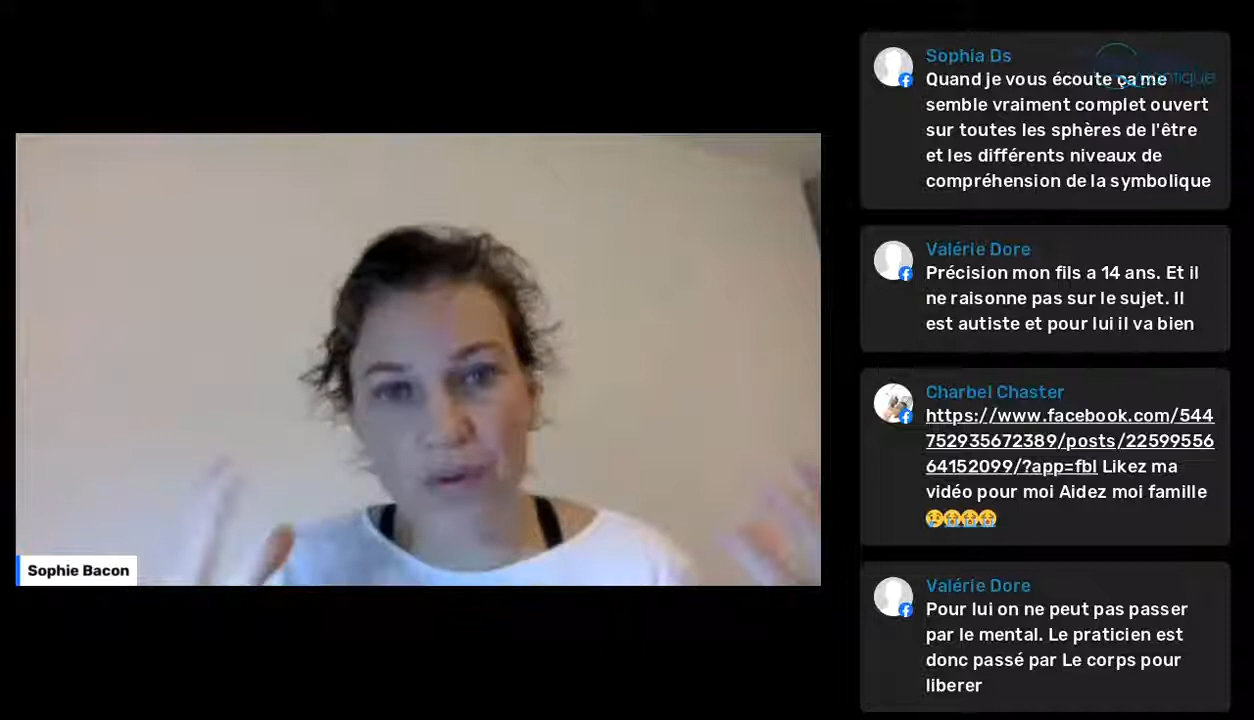 Sophie Bacon
Sophia Ds
Quand je vous écoute ça me
semble vraiment complet ouvert
sur toutes les sphères de l'être
et les différents niveaux de
compréhension de la symbolique
Valérie Dore
Précision mon fils a 14 ans. Et il
ne raisonne pas sur le sujet. Il
est autiste et pour lui il va bien
Charbel Chaster
https://www.facebook.com/544
752935672389/posts/22599556
64152099/?app=fbl Likez ma
vidéo pour moi Aidez moi famille
Valérie Dore
Pour lui on ne peut pas passer
par le mental. Le praticien est
donc passé par Le corps pour
liberer